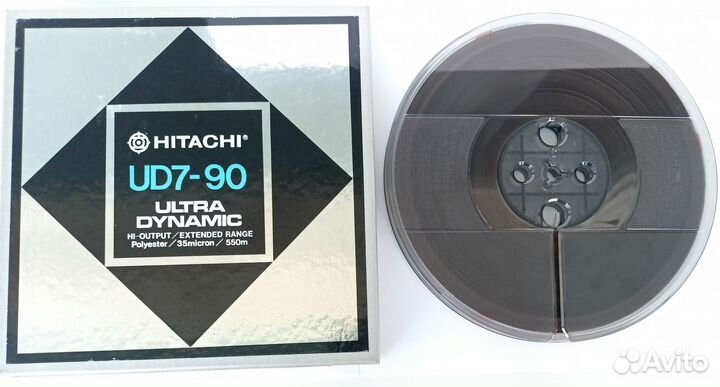 HITACHI®
UD7-90
ULTRA
DYNAMIC
HI-OUTPUT/EXTENDED RANGE
Polyester/35micron/550m
Avito